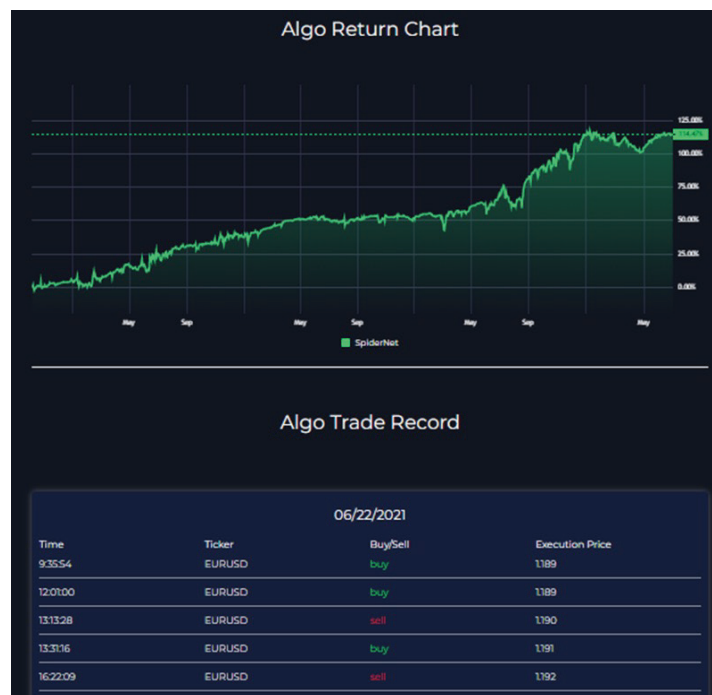 Algo Return Chart
125.00%
114.47%
100.00%
75.00%
50.00%
25.00%
0.00%
May Sep May Sep May Sep May
SpiderNet
Algo Trade Record
06/22/2021
Time Ticker Buy/Sell Execution Price
9:35:54 EURUSD buy 1.189
12:01:00 EURUSD buy 1.189
13:13:28 EURUSD sell 1.190
13:31:16 EURUSD buy 1.191
16:22:09 EURUSD sell 1.192